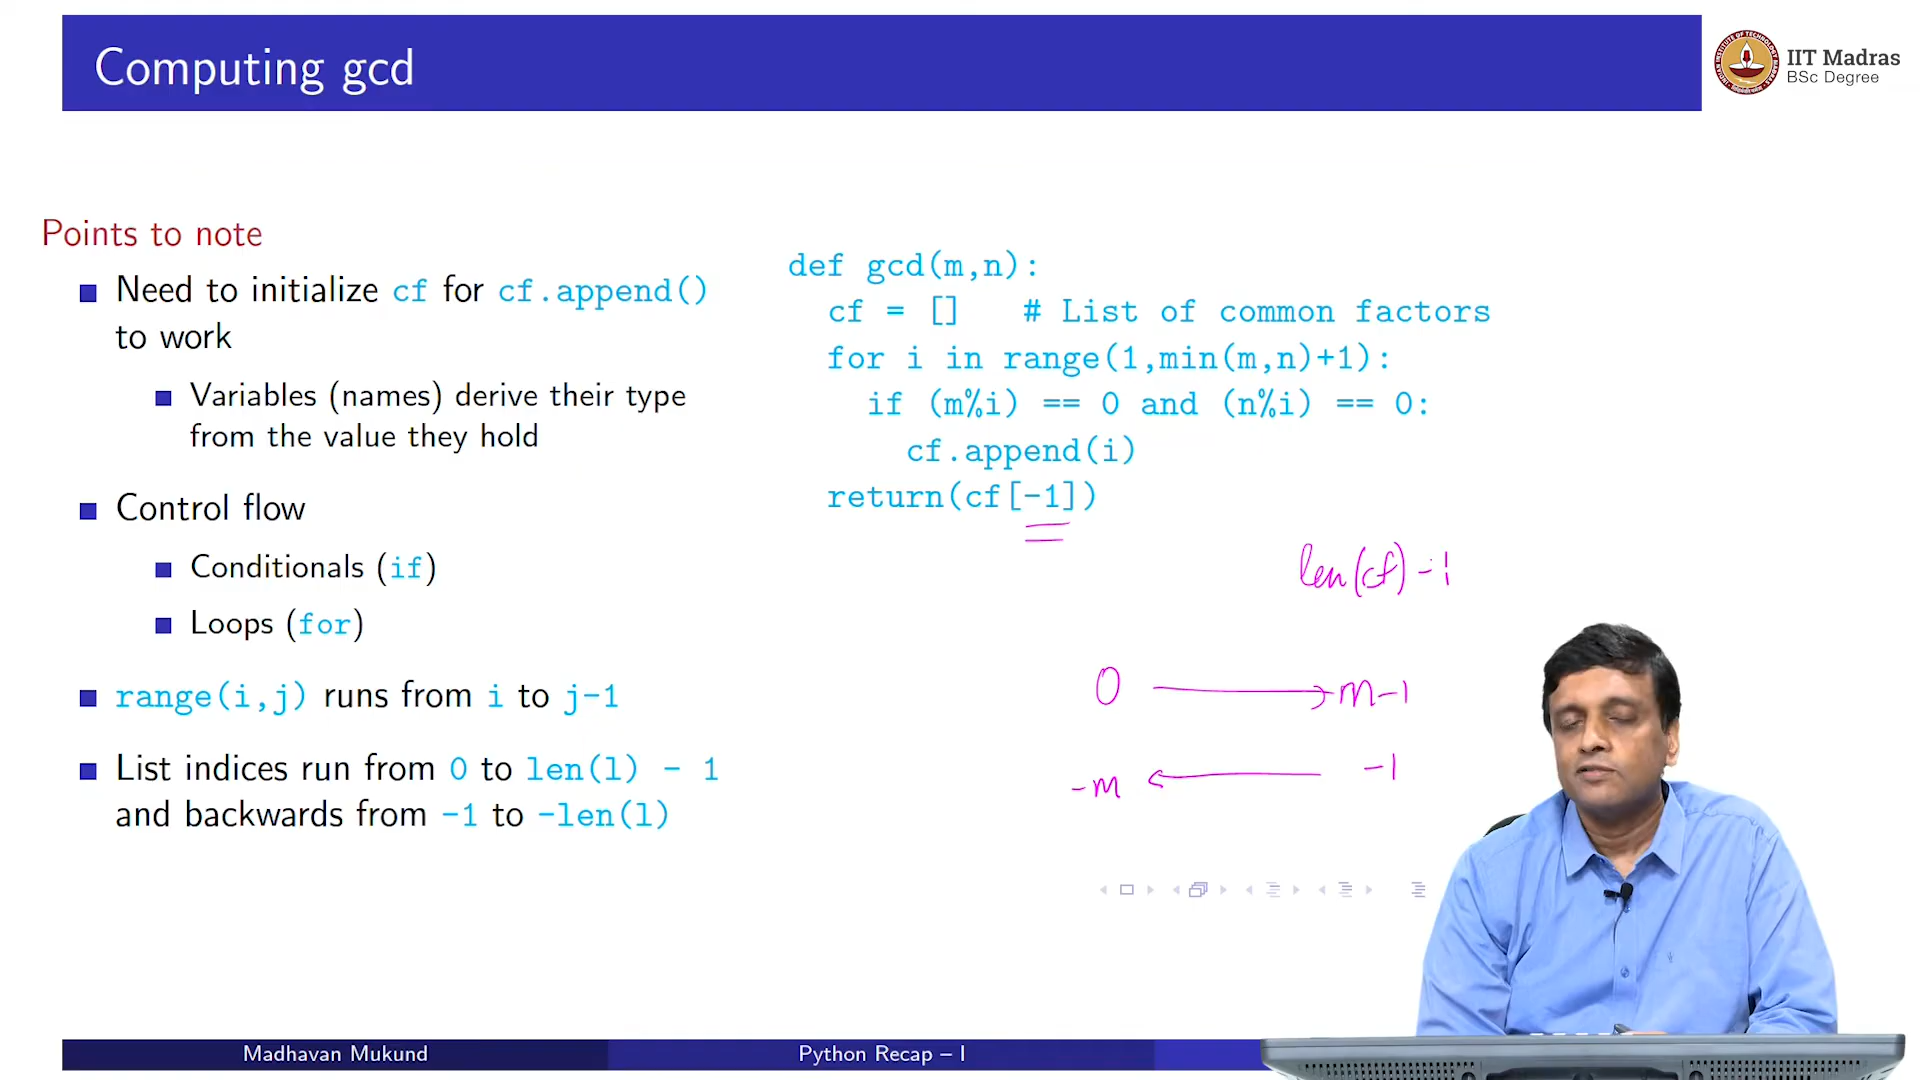 Computing gcd
IIT Madras
BSc Degree
Points to note
Need to initialize cf for cf.append()
to work
Variables (names) derive their type
from the value they hold
Control flow
Conditionals (if)
Loops (for)
range(i,j) runs from i to j-1
List indices run from 0 to len(l) - 1
and backwards from -1 to -len(l)
def gcd(m,n):
cf = [] # List of common factors
for i in range(1,min(m,n)+1):
if (m%i) == 0 and (n%i) == 0:
cf.append(i)
return(cf[-1])
len(cf)-1
0 m-1
-m -1
Madhavan Mukund
Python Recap – I